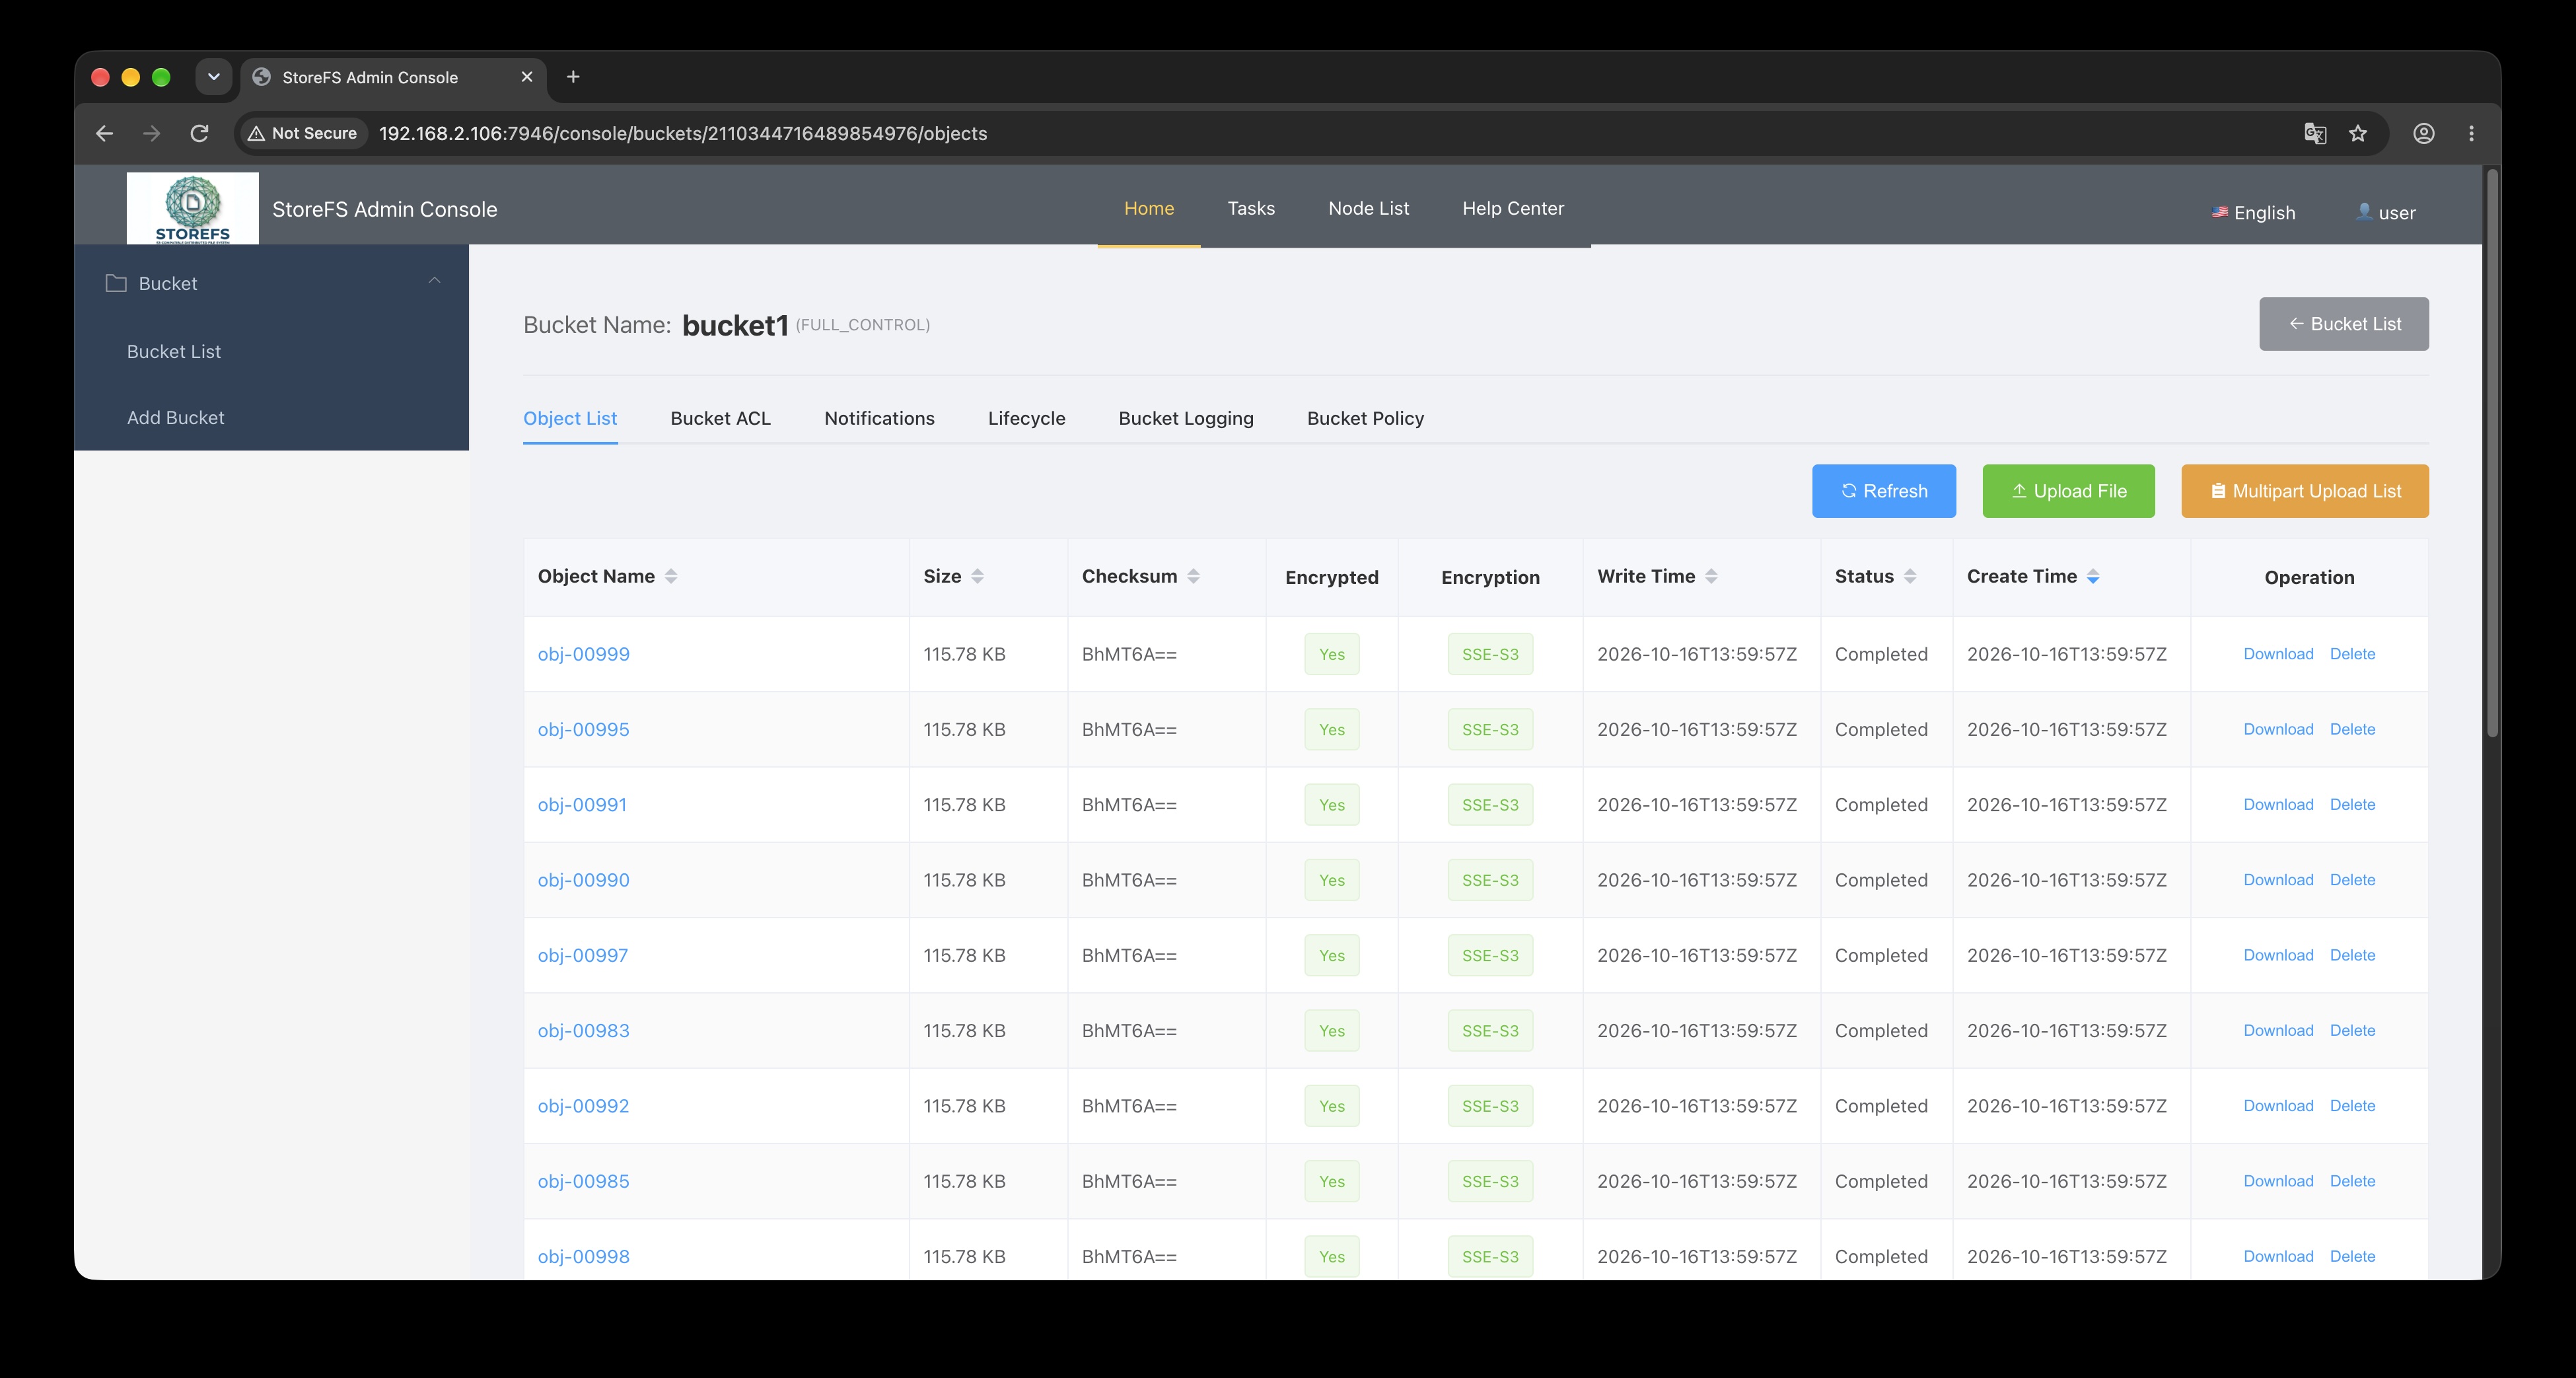 StoreFS Admin Console
Not Secure 192.168.2.106:7946/console/buckets/2110344716489854976/objects
STOREFS
StoreFS Admin Console
Home Tasks Node List Help Center
English user
Bucket
Bucket List
Add Bucket
Bucket Name: bucket1 (FULL_CONTROL)
← Bucket List
Object List Bucket ACL Notifications Lifecycle Bucket Logging Bucket Policy
Refresh Upload File Multipart Upload List
Object Name Size Checksum Encrypted Encryption Write Time Status Create Time Operation
obj-00999 115.78 KB BhMT6A== Yes SSE-S3 2026-10-16T13:59:57Z Completed 2026-10-16T13:59:57Z Download Delete
obj-00995 115.78 KB BhMT6A== Yes SSE-S3 2026-10-16T13:59:57Z Completed 2026-10-16T13:59:57Z Download Delete
obj-00991 115.78 KB BhMT6A== Yes SSE-S3 2026-10-16T13:59:57Z Completed 2026-10-16T13:59:57Z Download Delete
obj-00990 115.78 KB BhMT6A== Yes SSE-S3 2026-10-16T13:59:57Z Completed 2026-10-16T13:59:57Z Download Delete
obj-00997 115.78 KB BhMT6A== Yes SSE-S3 2026-10-16T13:59:57Z Completed 2026-10-16T13:59:57Z Download Delete
obj-00983 115.78 KB BhMT6A== Yes SSE-S3 2026-10-16T13:59:57Z Completed 2026-10-16T13:59:57Z Download Delete
obj-00992 115.78 KB BhMT6A== Yes SSE-S3 2026-10-16T13:59:57Z Completed 2026-10-16T13:59:57Z Download Delete
obj-00985 115.78 KB BhMT6A== Yes SSE-S3 2026-10-16T13:59:57Z Completed 2026-10-16T13:59:57Z Download Delete
obj-00998 115.78 KB BhMT6A== Yes SSE-S3 2026-10-16T13:59:57Z Completed 2026-10-16T13:59:57Z Download Delete